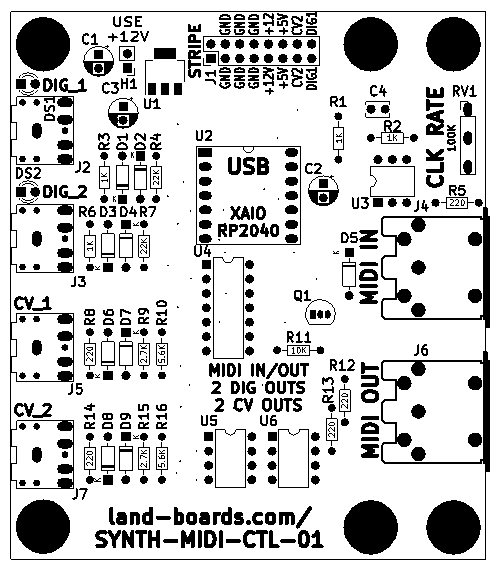 USE
+12V
C1
H1
STRIPE
J1
GND
GND
GND
+12
+5V
CV2
DIG1
GND
GND
GND
+12V
+5V
CV2
DIG1
DIG_1
DS1
J2
C3
U1
R1
1K
C4
R2
1K
RV1
100K
CLK RATE
R3
D1
D2
R4
1K
22K
K
K
U2
USB
XAIO
RP2040
C2
U3
R5
220
DS2
DIG_2
J3
R6
D3
D4
R7
1K
22K
K
K
U4
D5
K
J4
MIDI IN
Q1
R11
10K
CV_1
J5
R8
D6
D7
R9
R10
220
2.7K
5.6K
K
K
MIDI IN/OUT
2 DIG OUTS
2 CV OUTS
R12
220
R13
220
J6
MIDI OUT
CV_2
J7
R14
D8
D9
R15
R16
220
2.7K
5.6K
K
K
U5
U6
land-boards.com/
SYNTH-MIDI-CTL-01